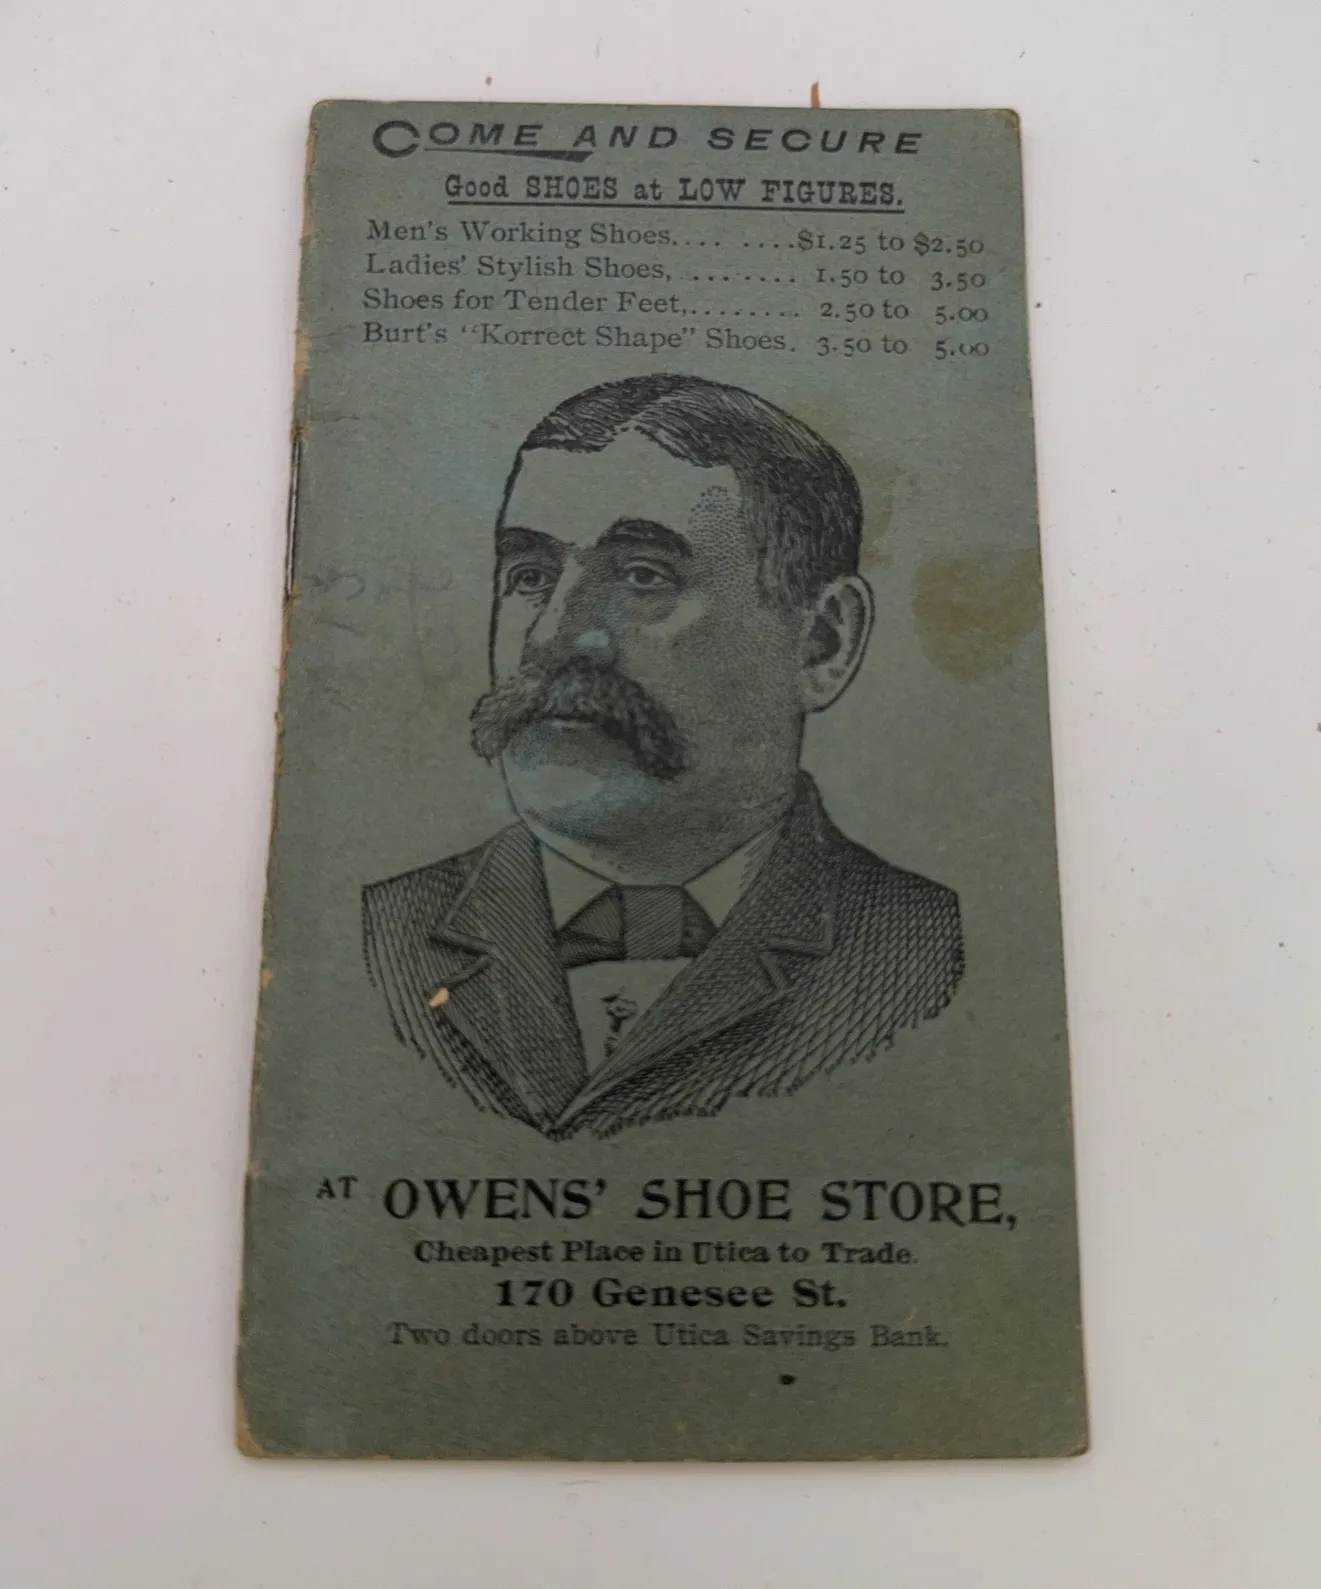 COME AND SECURE
Good SHOES at LOW FIGURES.
Men's Working Shoes.... ....$1.25 to $2.50
Ladies' Stylish Shoes, ........ 1.50 to 3.50
Shoes for Tender Feet,........ 2.50 to 5.00
Burt's "Korrect Shape" Shoes. 3.50 to 5.00
AT OWENS' SHOE STORE,
Cheapest Place in Utica to Trade.
170 Genesee St.
Two doors above Utica Savings Bank.